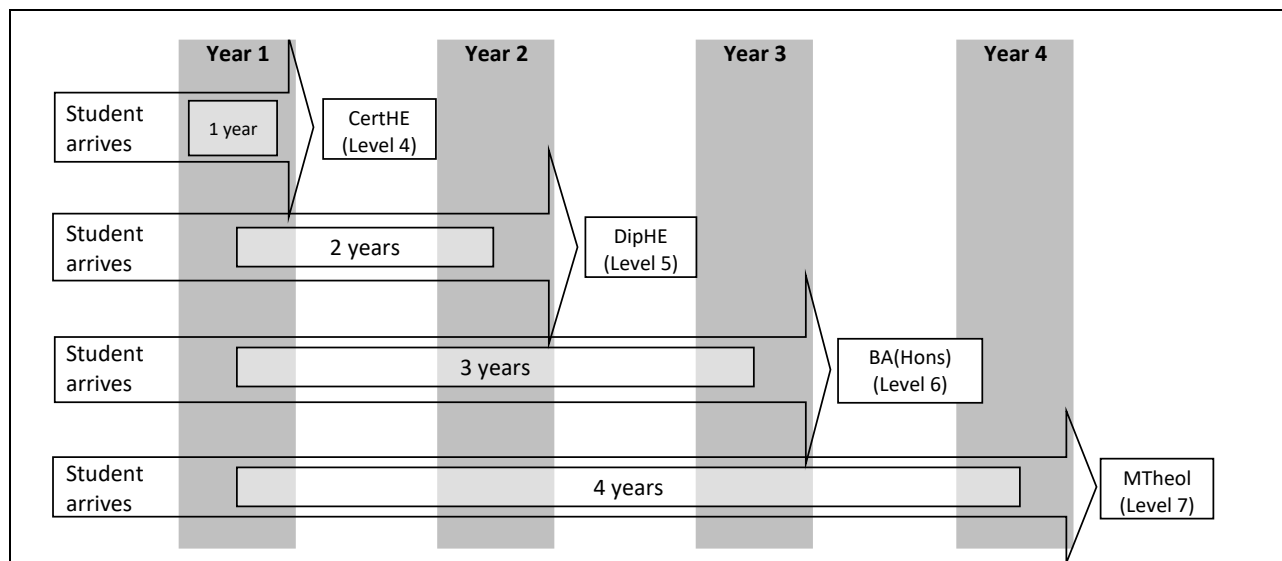 Year 1 Year 2 Year 3 Year 4
Student
arrives
1 year
CertHE
(Level 4)
Student
arrives
2 years
DipHE
(Level 5)
Student
arrives
3 years
BA(Hons)
(Level 6)
Student
arrives
4 years
MTheol
(Level 7)